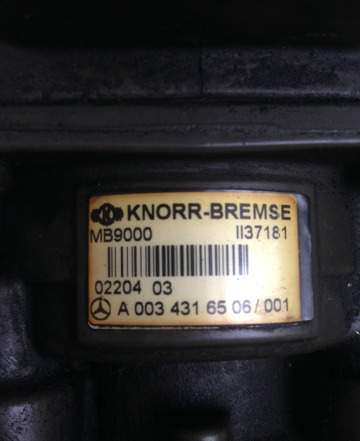 KNORR-BREMSE
MB9000 II37181
02204 03
A 003 431 65 06/001